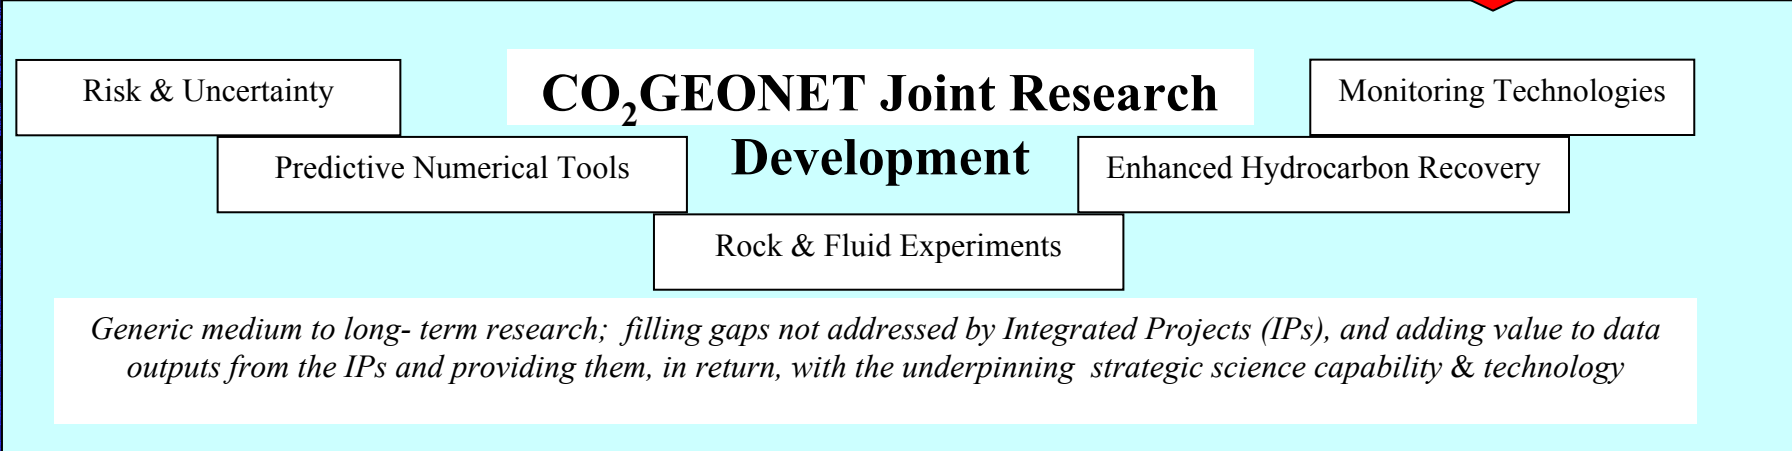 Risk & Uncertainty
CO₂GEONET Joint Research
Development
Monitoring Technologies
Predictive Numerical Tools
Enhanced Hydrocarbon Recovery
Rock & Fluid Experiments
Generic medium to long- term research;  filling gaps not addressed by Integrated Projects (IPs), and adding value to data
outputs from the IPs and providing them, in return, with the underpinning  strategic science capability & technology